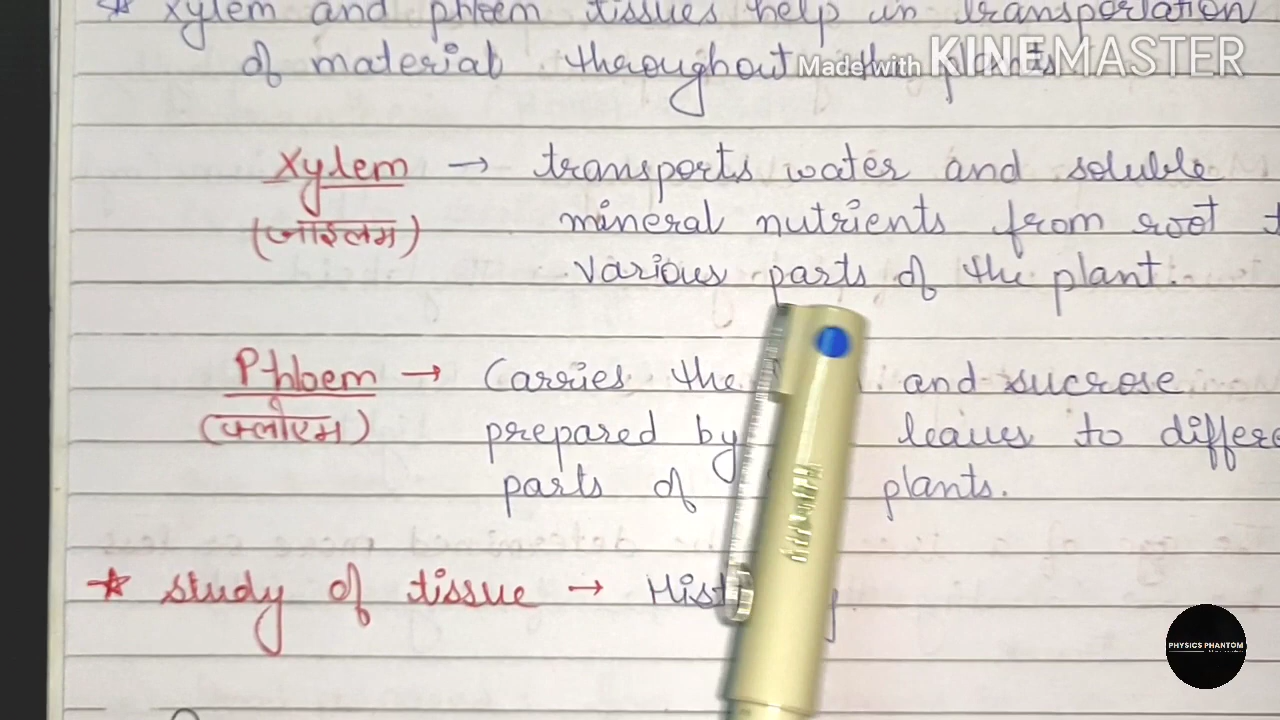 * xylem and phloem tissues help in transportation
of material throughout the plants
Made with KINEMASTER
Xylem → transports water and soluble
(जाइलम) mineral nutrients from root
various parts of the plant.
Phloem → Carries the and sucrose
(फ्लोएम) prepared by leaves to differe
parts of plants.
* study of tissue → Hist
PHYSICS PHANTOM